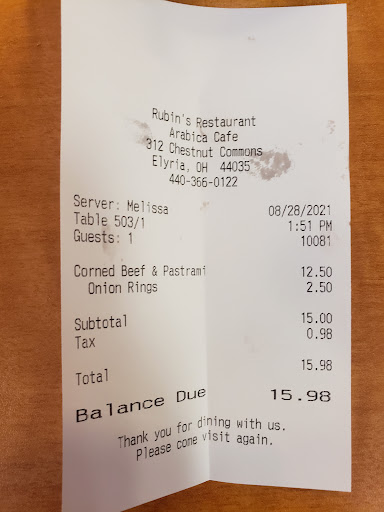 Rubin's Restaurant
Arabica Cafe
312 Chestnut Commons
Elyria, OH 44035
440-366-0122
Server: Melissa 08/28/2021
Table 503/1 1:51 PM
Guests: 1 10081
Corned Beef & Pastrami 12.50
Onion Rings 2.50
Subtotal 15.00
Tax 0.98
Total 15.98
Balance Due 15.98
Thank you for dining with us.
Please come visit again.